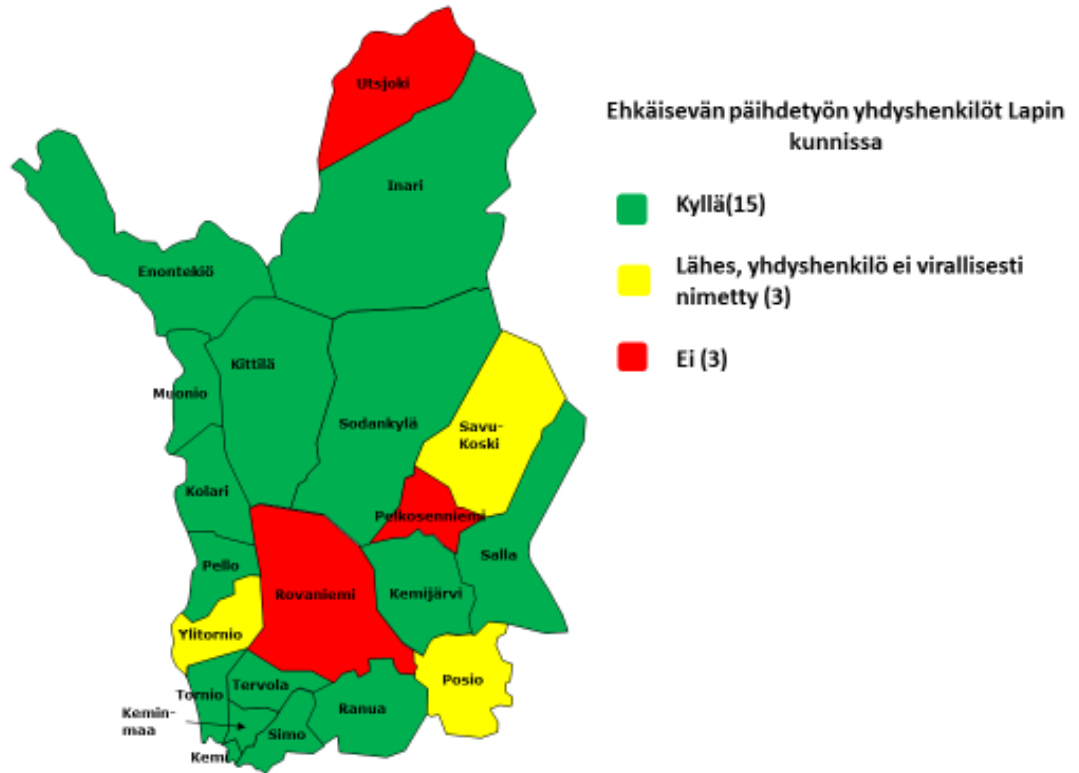 Utsjoki
Ehkäisevän päihdetyön yhdyshenkilöt Lapin
kunnissa
Inari
Kyllä(15)
Enontekiö
Lähes, yhdyshenkilö ei virallisesti
nimetty (3)
Ei (3)
Kittilä
Muonio
Sodankylä
Savu-
Koski
Kolari
Pelkosenniemi
Salla
Pello
Rovaniemi
Kemijärvi
Ylitornio
Posio
Tornio
Tervola
Ranua
Kemin-
maa
Simo
Kemi